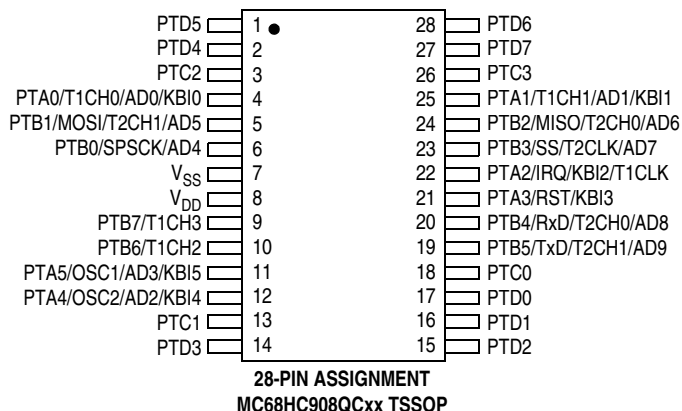 PTD5 1 28 PTD6
PTD4 2 27 PTD7
PTC2 3 26 PTC3
PTA0/T1CH0/AD0/KBI0 4 25 PTA1/T1CH1/AD1/KBI1
PTB1/MOSI/T2CH1/AD5 5 24 PTB2/MISO/T2CH0/AD6
PTB0/SPSCK/AD4 6 23 PTB3/SS/T2CLK/AD7
VSS 7 22 PTA2/IRQ/KBI2/T1CLK
VDD 8 21 PTA3/RST/KBI3
PTB7/T1CH3 9 20 PTB4/RxD/T2CH0/AD8
PTB6/T1CH2 10 19 PTB5/TxD/T2CH1/AD9
PTA5/OSC1/AD3/KBI5 11 18 PTC0
PTA4/OSC2/AD2/KBI4 12 17 PTD0
PTC1 13 16 PTD1
PTD3 14 15 PTD2
28-PIN ASSIGNMENT
MC68HC908QCxx TSSOP